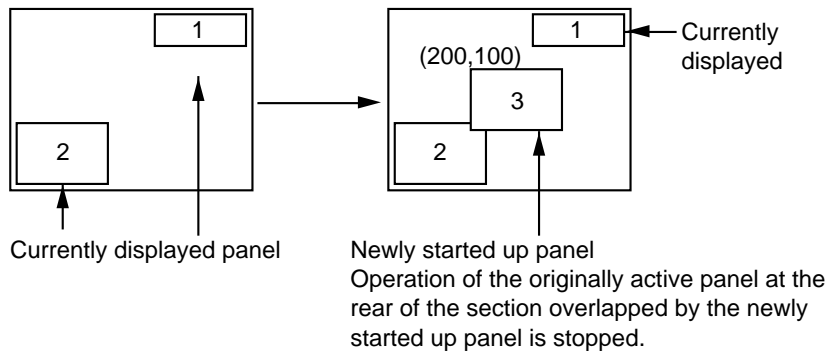 1
2
Currently displayed panel
1
(200,100)
3
2
Currently
displayed
Newly started up panel
Operation of the originally active panel at the
rear of the section overlapped by the newly
started up panel is stopped.